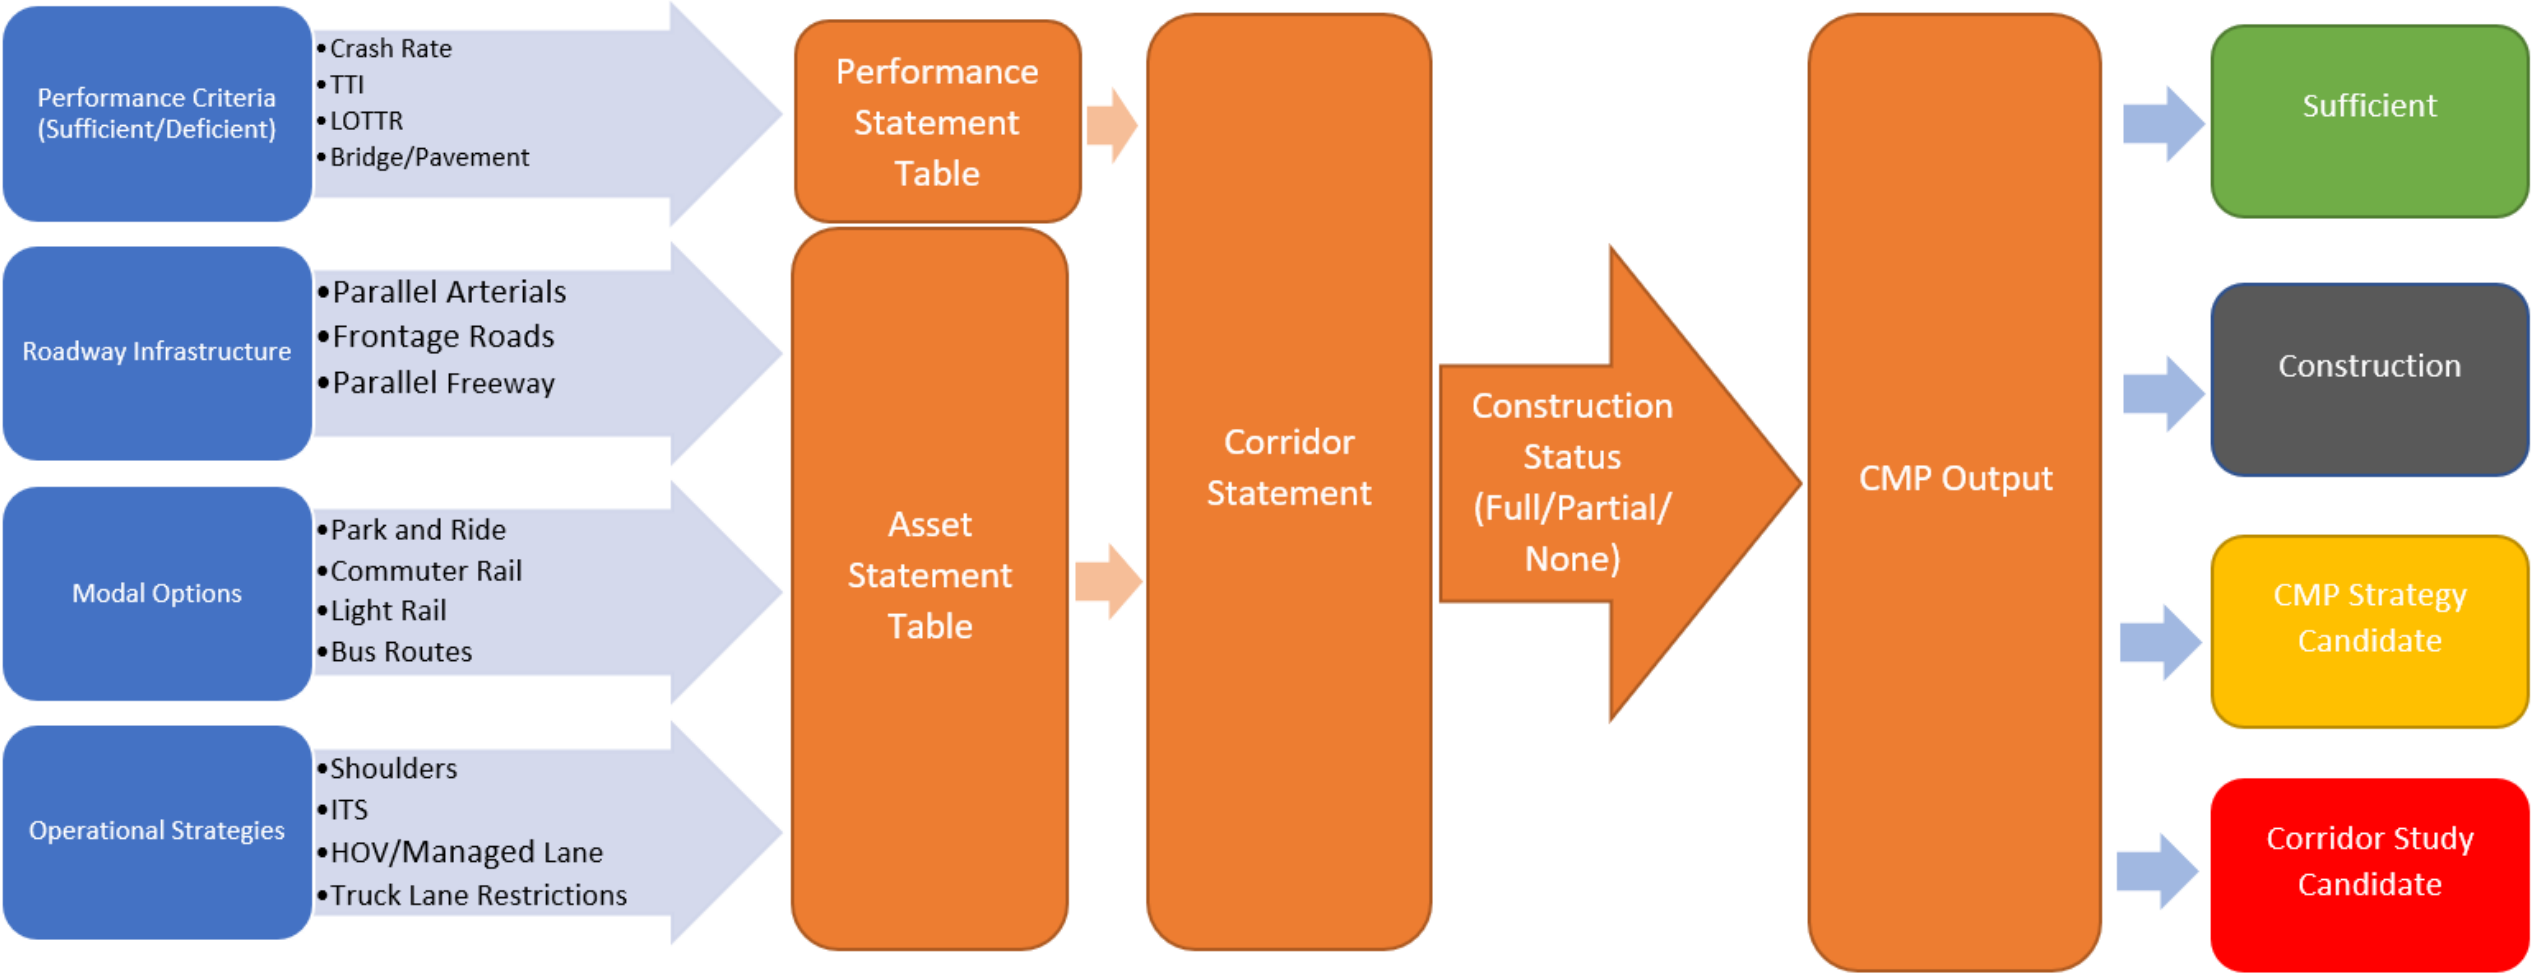 Performance Criteria
(Sufficient/Deficient)
•Crash Rate
•TTI
•LOTTR
•Bridge/Pavement
Roadway Infrastructure
•Parallel Arterials
•Frontage Roads
•Parallel Freeway
Modal Options
•Park and Ride
•Commuter Rail
•Light Rail
•Bus Routes
Operational Strategies
•Shoulders
•ITS
•HOV/Managed Lane
•Truck Lane Restrictions
Performance
Statement
Table
Asset
Statement
Table
Corridor
Statement
Construction
Status
(Full/Partial/
None)
CMP Output
Sufficient
Construction
CMP Strategy
Candidate
Corridor Study
Candidate